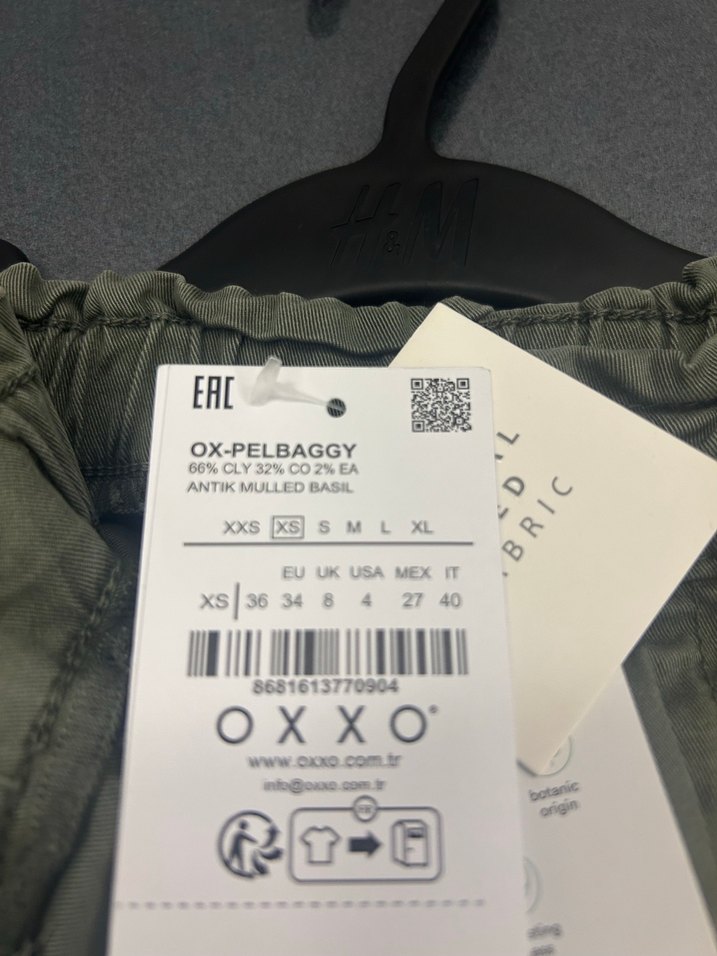 H&M
EAC
OX-PELBAGGY
66% CLY 32% CO 2% EA
ANTIK MULLED BASIL
XXS XS S M L XL
EU UK USA MEX IT
XS 36 34 8 4 27 40
8681613770904
OXXO
www.oxxo.com.tr
info@oxxo.com.tr
FR
botanic
origin